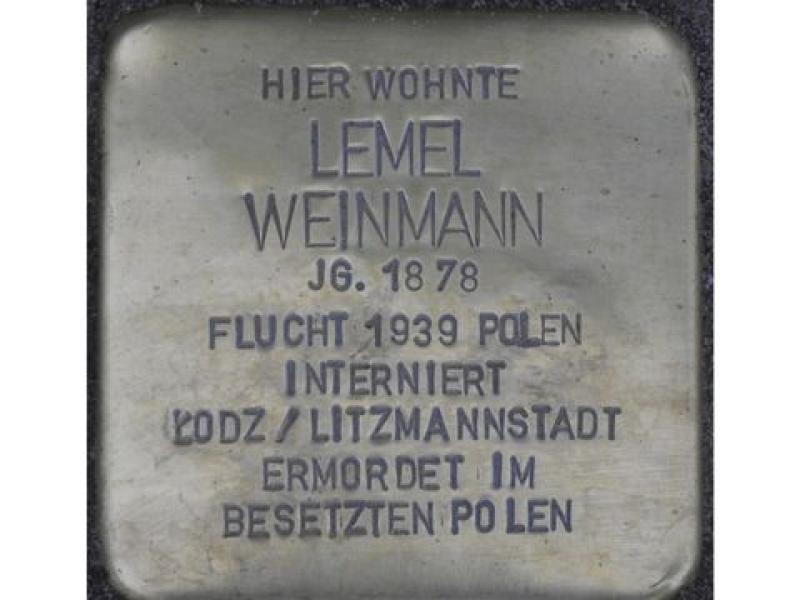 HIER WOHNTE
LEMEL
WEINMANN
JG. 1878
FLUCHT 1939 POLEN
INTERNIERT
ŁODZ / LITZMANNSTADT
ERMORDET IM
BESETZTEN POLEN